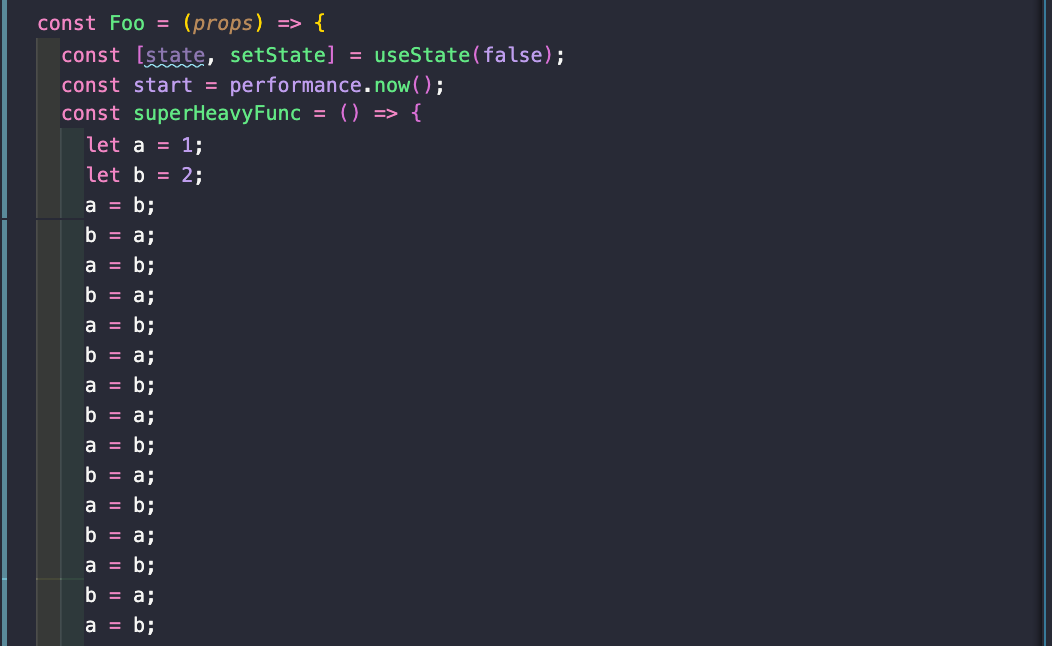 const Foo = (props) => {
const [state, setState] = useState(false);
const start = performance.now();
const superHeavyFunc = () => {
let a = 1;
let b = 2;
a = b;
b = a;
a = b;
b = a;
a = b;
b = a;
a = b;
b = a;
a = b;
b = a;
a = b;
b = a;
a = b;
b = a;
a = b;